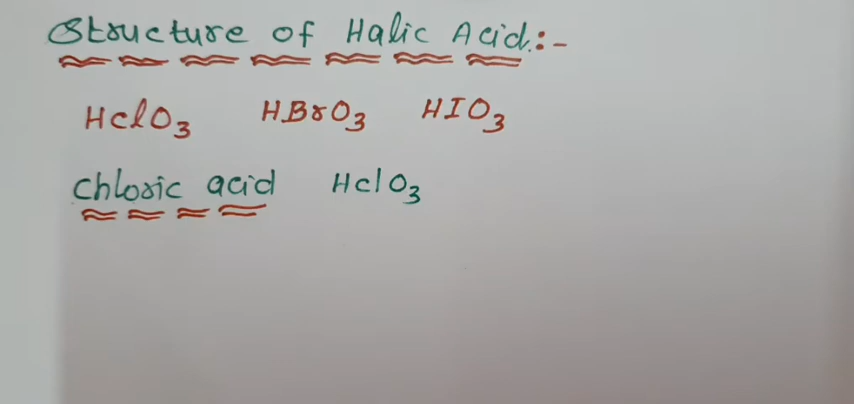 Structure of Halic Acid:-
HClO3 HBrO3 HIO3
Chloric acid HClO3